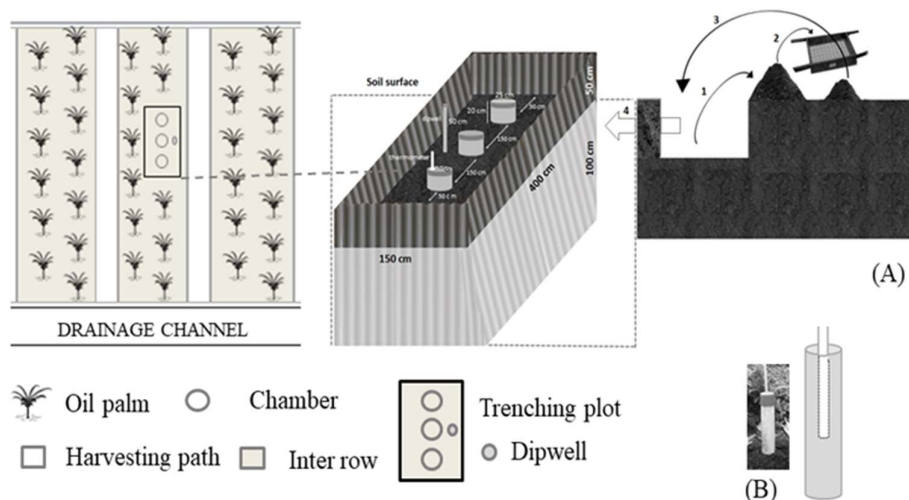 Soil surface
dipwell
thermometer
25 cm
20 cm
50 cm
150 cm
150 cm
50 cm
50 cm
100 cm
400 cm
150 cm
1
2
3
4
(A)
DRAINAGE CHANNEL
Oil palm
Chamber
Trenching plot
Harvesting path
Inter row
Dipwell
(B)